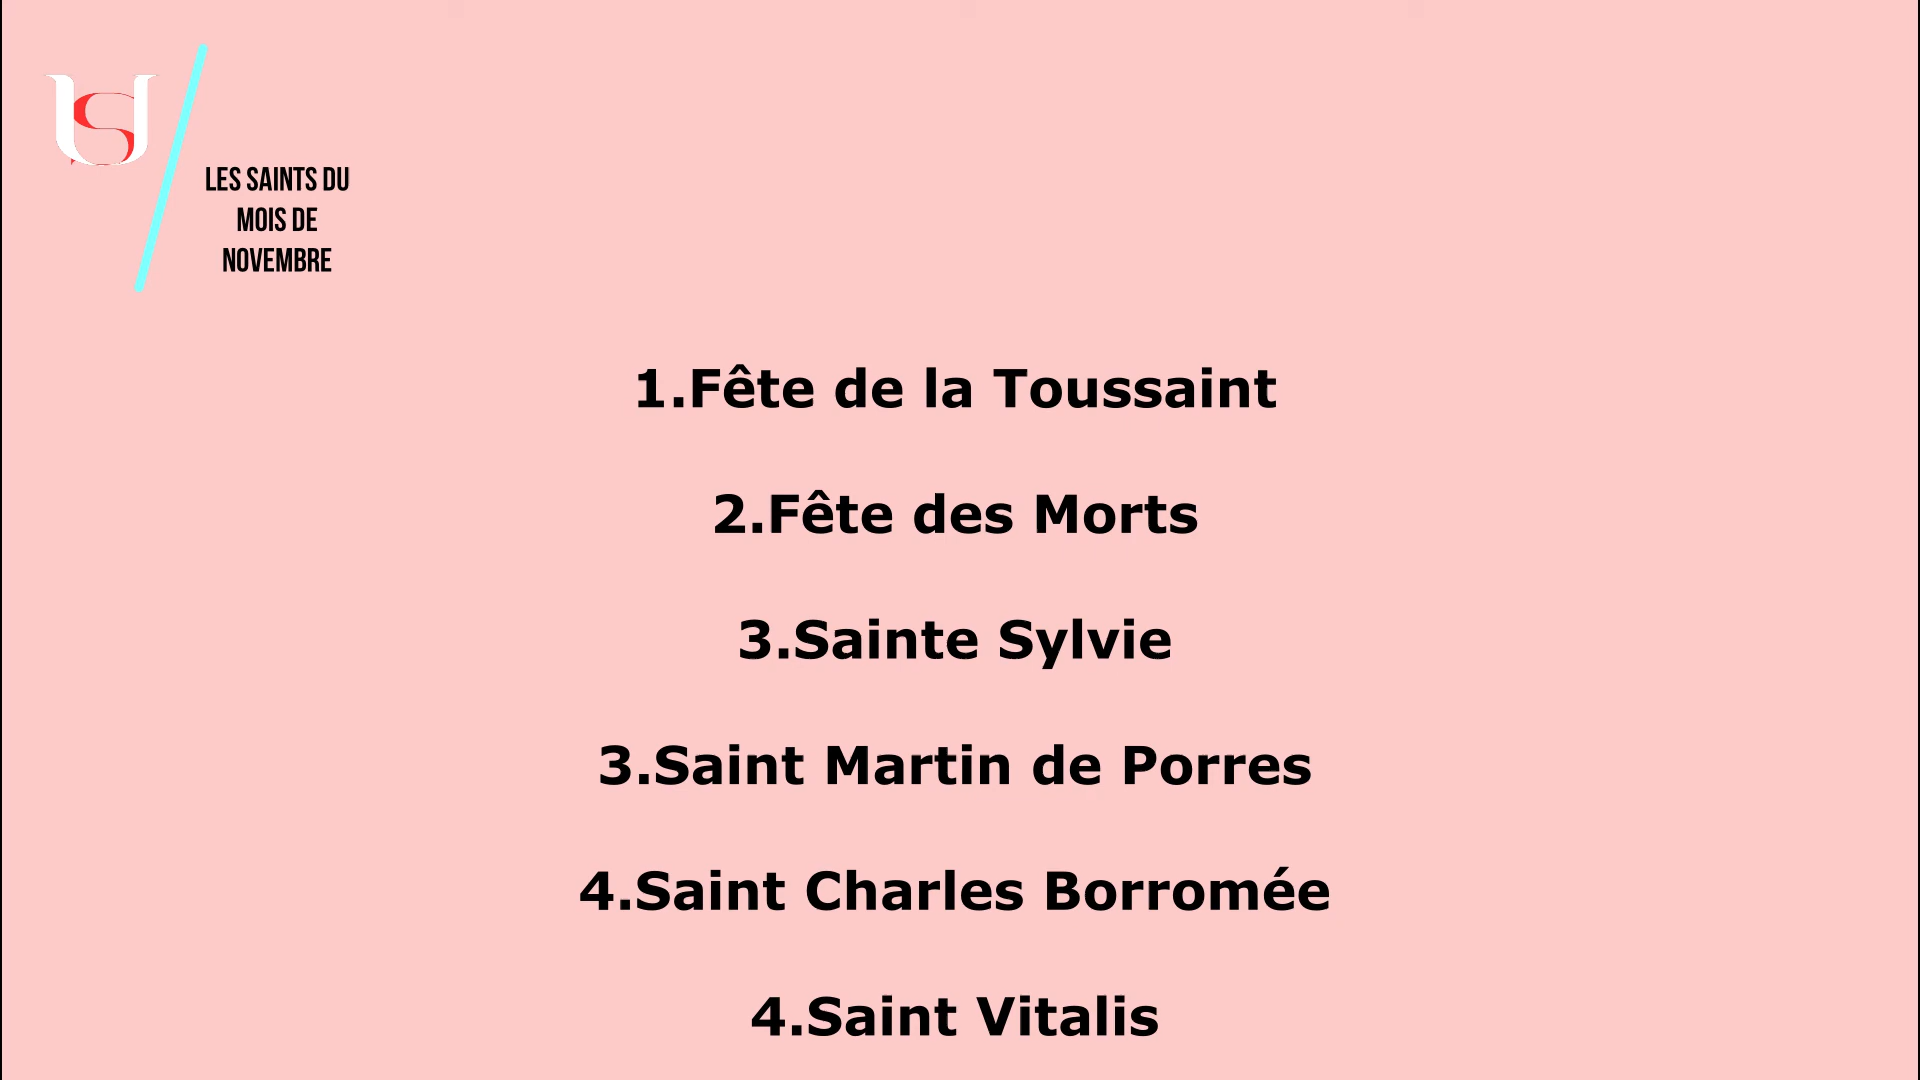 US
LES SAINTS DU
MOIS DE
NOVEMBRE
1.Fête de la Toussaint
2.Fête des Morts
3.Sainte Sylvie
3.Saint Martin de Porres
4.Saint Charles Borromée
4.Saint Vitalis